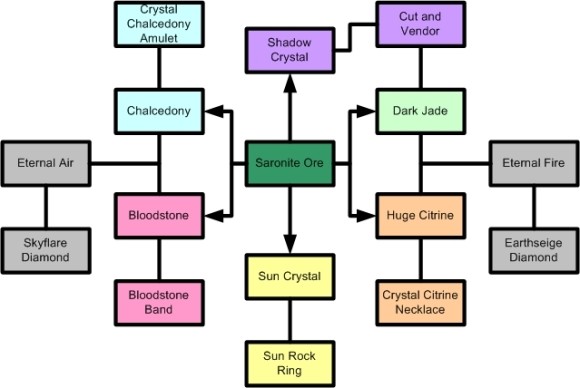 Crystal
Chalcedony
Amulet
Cut and
Vendor
Shadow
Crystal
Chalcedony
Dark Jade
Eternal Air
Saronite Ore
Eternal Fire
Bloodstone
Huge Citrine
Skyflare
Diamond
Earthseige
Diamond
Sun Crystal
Bloodstone
Band
Crystal Citrine
Necklace
Sun Rock
Ring